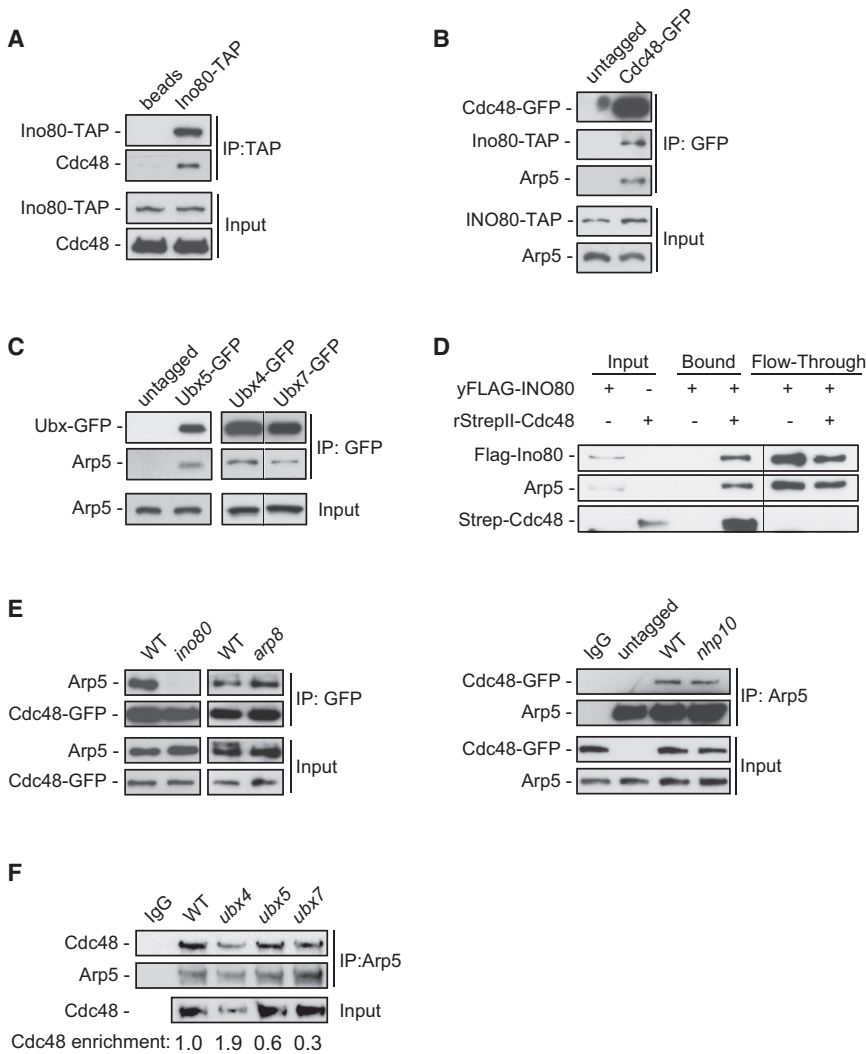 A
beads
Ino80-TAP
Ino80-TAP -
Cdc48 -
IP:TAP
Ino80-TAP -
Cdc48 -
Input
B
untagged
Cdc48-GFP
Cdc48-GFP -
Ino80-TAP -
Arp5 -
IP: GFP
INO80-TAP -
Arp5 -
Input
C
untagged
Ubx5-GFP
Ubx4-GFP
Ubx7-GFP
Ubx-GFP -
Arp5 -
IP: GFP
Arp5 -
Input
D
Input Bound Flow-Through
yFLAG-INO80 + - + + + +
rStrepII-Cdc48 - + - + - +
Flag-Ino80 -
Arp5 -
Strep-Cdc48 -
E
WT
ino80
WT
arp8
Arp5 -
Cdc48-GFP -
IP: GFP
Arp5 -
Cdc48-GFP -
Input
IgG
untagged
WT
nhp10
Cdc48-GFP -
Arp5 -
IP: Arp5
Cdc48-GFP -
Arp5 -
Input
F
IgG
WT
ubx4
ubx5
ubx7
Cdc48 -
Arp5 -
IP:Arp5
Cdc48 -
Input
Cdc48 enrichment: 1.0 1.9 0.6 0.3